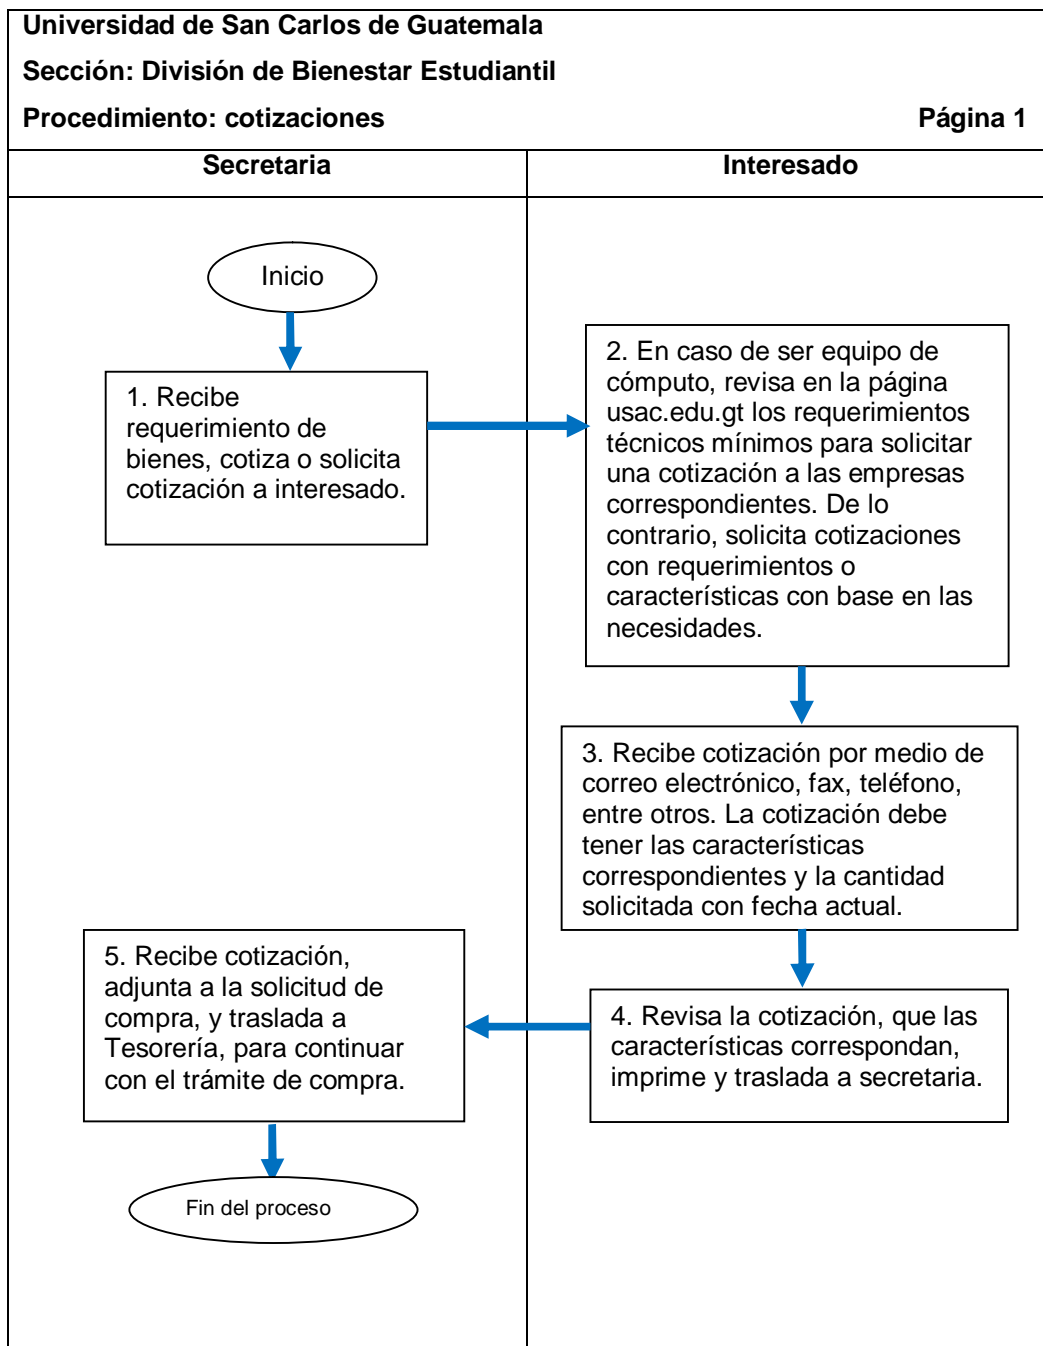 Universidad de San Carlos de Guatemala
Sección: División de Bienestar Estudiantil
Procedimiento: cotizaciones Página 1
Secretaria Interesado
Inicio
1. Recibe
requerimiento de
bienes, cotiza o solicita
cotización a interesado.
2. En caso de ser equipo de
cómputo, revisa en la página
usac.edu.gt los requerimientos
técnicos mínimos para solicitar
una cotización a las empresas
correspondientes. De lo
contrario, solicita cotizaciones
con requerimientos o
características con base en las
necesidades.
3. Recibe cotización por medio de
correo electrónico, fax, teléfono,
entre otros. La cotización debe
tener las características
correspondientes y la cantidad
solicitada con fecha actual.
4. Revisa la cotización, que las
características correspondan,
imprime y traslada a secretaria.
5. Recibe cotización,
adjunta a la solicitud de
compra, y traslada a
Tesorería, para continuar
con el trámite de compra.
Fin del proceso